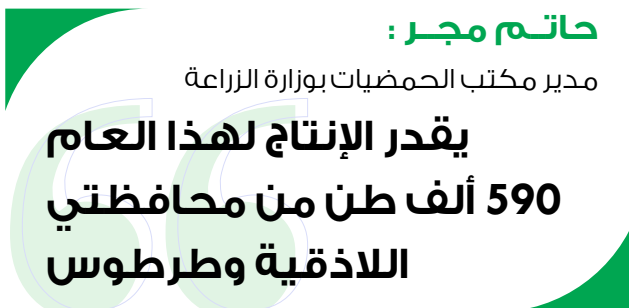 حاتم مجر :
مدير مكتب الحمضيات بوزارة الزراعة
يقدر الإنتاج لهذا العام
590 ألف طن من محافظتي
اللاذقية وطرطوس